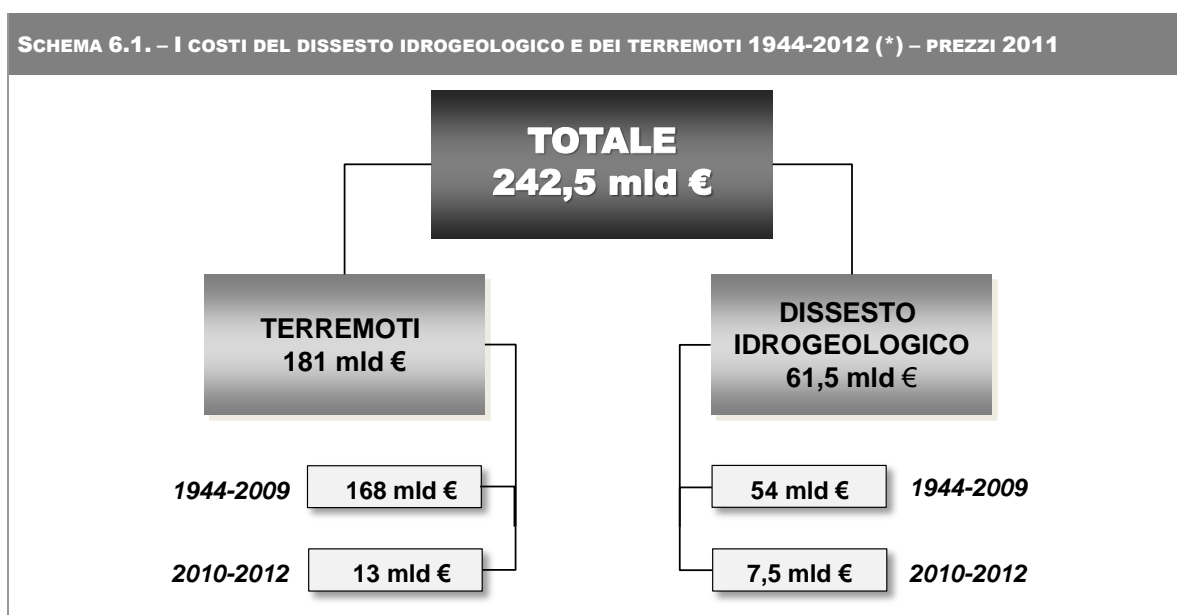 SCHEMA 6.1. – I COSTI DEL DISSESTO IDROGEOLOGICO E DEI TERREMOTI 1944-2012 (*) – PREZZI 2011
TOTALE
242,5 mld €
TERREMOTI
181 mld €
DISSESTO
IDROGEOLOGICO
61,5 mld €
1944-2009 168 mld €
54 mld € 1944-2009
2010-2012 13 mld €
7,5 mld € 2010-2012